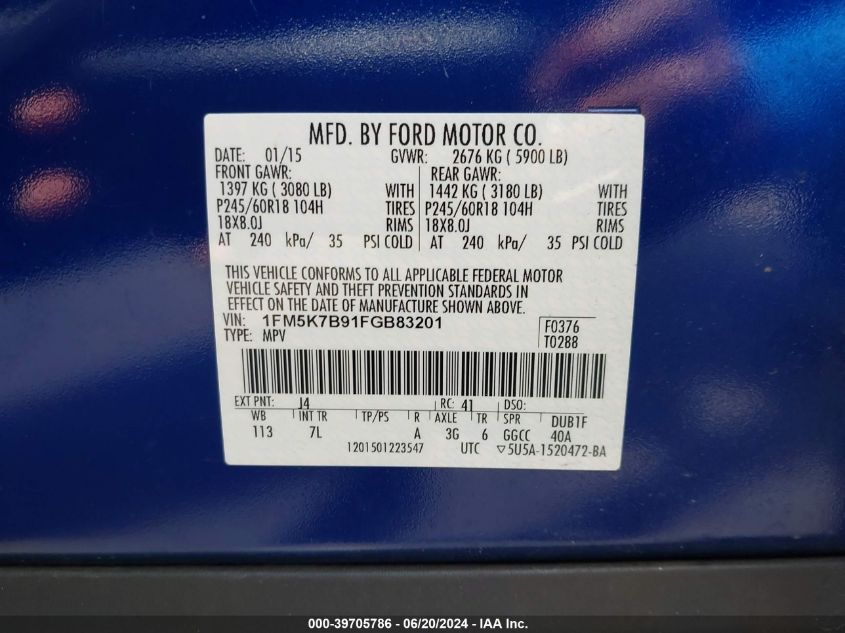 MFD. BY FORD MOTOR CO.
DATE: 01/15 GVWR: 2676 KG ( 5900 LB)
FRONT GAWR: REAR GAWR:
1397 KG ( 3080 LB) WITH 1442 KG ( 3180 LB) WITH
P245/60R18 104H TIRES P245/60R18 104H TIRES
18X8.0J RIMS 18X8.0J RIMS
AT 240 kPa/ 35 PSI COLD AT 240 kPa/ 35 PSI COLD
THIS VEHICLE CONFORMS TO ALL APPLICABLE FEDERAL MOTOR
VEHICLE SAFETY AND THEFT PREVENTION STANDARDS IN
EFFECT ON THE DATE OF MANUFACTURE SHOWN ABOVE.
VIN: 1FM5K7B91FGB83201 F0376
TYPE: MPV T0288
EXT PNT: J4 RC: 41 DSO:
WB INT TR TP/PS R AXLE TR SPR DUB1F
113 7L A 3G 6 GGCC 40A
1201501223547 UTC ▽5U5A-1520472-BA
000-39705786 - 06/20/2024 - IAA Inc.